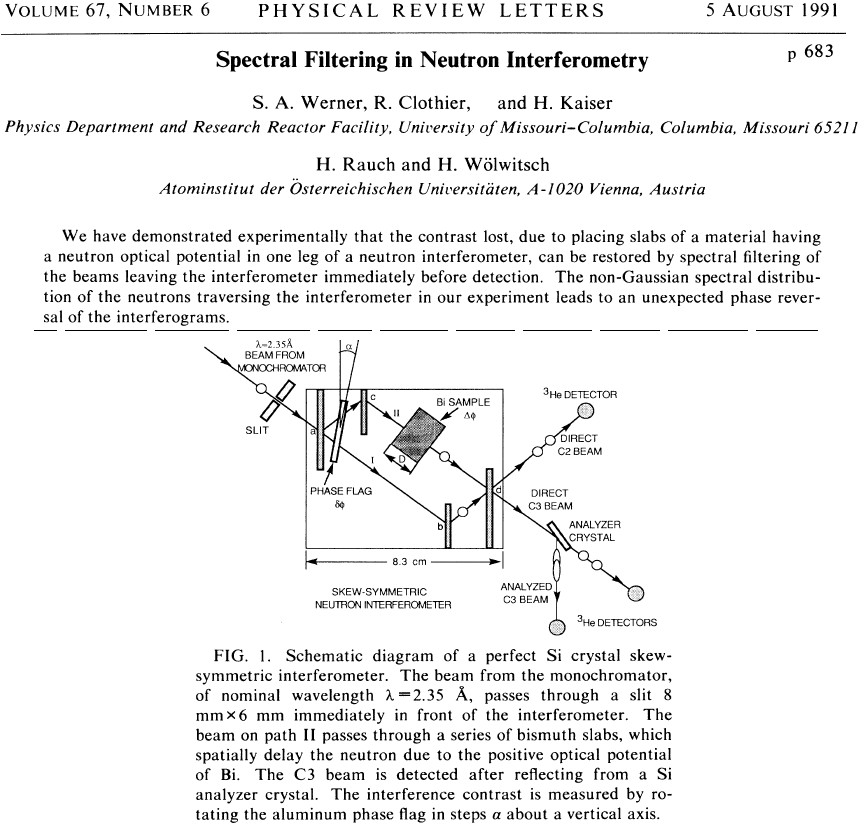 VOLUME 67, NUMBER 6 PHYSICAL REVIEW LETTERS 5 AUGUST 1991
Spectral Filtering in Neutron Interferometry p 683
S. A. Werner, R. Clothier, and H. Kaiser
Physics Department and Research Reactor Facility, University of Missouri–Columbia, Columbia, Missouri 65211
H. Rauch and H. Wölwitsch
Atominstitut der Österreichischen Universitäten, A-1020 Vienna, Austria
We have demonstrated experimentally that the contrast lost, due to placing slabs of a material having
a neutron optical potential in one leg of a neutron interferometer, can be restored by spectral filtering of
the beams leaving the interferometer immediately before detection. The non-Gaussian spectral distribu-
tion of the neutrons traversing the interferometer in our experiment leads to an unexpected phase rever-
sal of the interferograms.
λ=2.35Å
BEAM FROM
MONOCHROMATOR
α
SLIT
a
c
II
Bi SAMPLE
Δϕ
D
I
PHASE FLAG
δϕ
b
d
³He DETECTOR
DIRECT
C2 BEAM
DIRECT
C3 BEAM
ANALYZER
CRYSTAL
8.3 cm
SKEW-SYMMETRIC
NEUTRON INTERFEROMETER
ANALYZED
C3 BEAM
³He DETECTORS
FIG. 1. Schematic diagram of a perfect Si crystal skew-
symmetric interferometer. The beam from the monochromator,
of nominal wavelength λ=2.35 Å, passes through a slit 8
mm×6 mm immediately in front of the interferometer. The
beam on path II passes through a series of bismuth slabs, which
spatially delay the neutron due to the positive optical potential
of Bi. The C3 beam is detected after reflecting from a Si
analyzer crystal. The interference contrast is measured by ro-
tating the aluminum phase flag in steps α about a vertical axis.